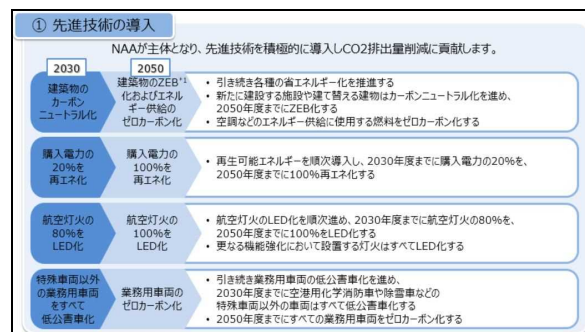 ① 先進技術の導入
NAAが主体となり、先進技術を積極的に導入しCO2排出量削減に貢献します。
2030
2050
建築物の
カーボン
ニュートラル化
建築物のZEB*1
化およびエネル
ギー供給の
ゼロカーボン化
• 引き続き各種の省エネルギー化を推進する
• 新たに建設する施設や建て替える建物はカーボンニュートラル化を進め、
2050年度までにZEB化する
• 空調などのエネルギー供給に使用する燃料をゼロカーボン化する
購入電力の
20%を
再エネ化
購入電力の
100%を
再エネ化
• 再生可能エネルギーを順次導入し、2030年度までに購入電力の20%を、
2050年度までに100%再エネ化する
航空灯火の
80%を
LED化
航空灯火の
100%を
LED化
• 航空灯火のLED化を順次進め、2030年度までに航空灯火の80%を、
2050年度までに100%をLED化する
• 更なる機能強化において設置する灯火はすべてLED化する
特殊車両以外
の業務用車両
をすべて
低公害車化
業務用車両の
ゼロカーボン化
• 引き続き業務用車両の低公害車化を進め、
2030年度までに空港用化学消防車や除雪車などの
特殊車両以外の車両はすべて低公害車化する
• 2050年度までにすべての業務用車両をゼロカーボン化する